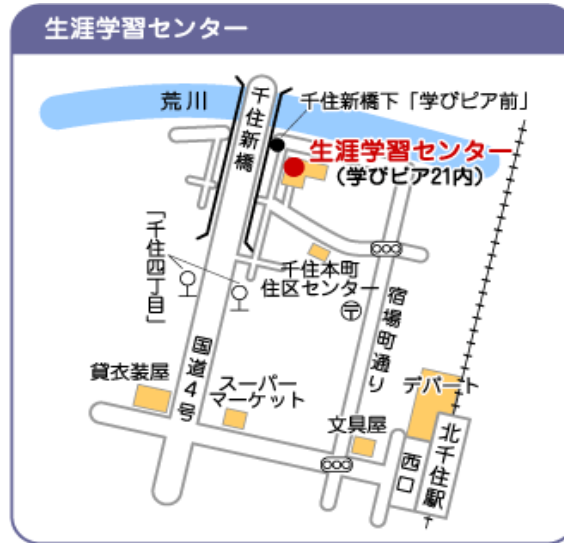 生涯学習センター
荒川
千住新橋
千住新橋下「学びピア前」
生涯学習センター
（学びピア21内）
「千住四丁目」
千住本町
住区センター
〒
宿場町通り
国道4号
貸衣装屋
スーパー
マーケット
文具屋
デパート
北千住駅
西口